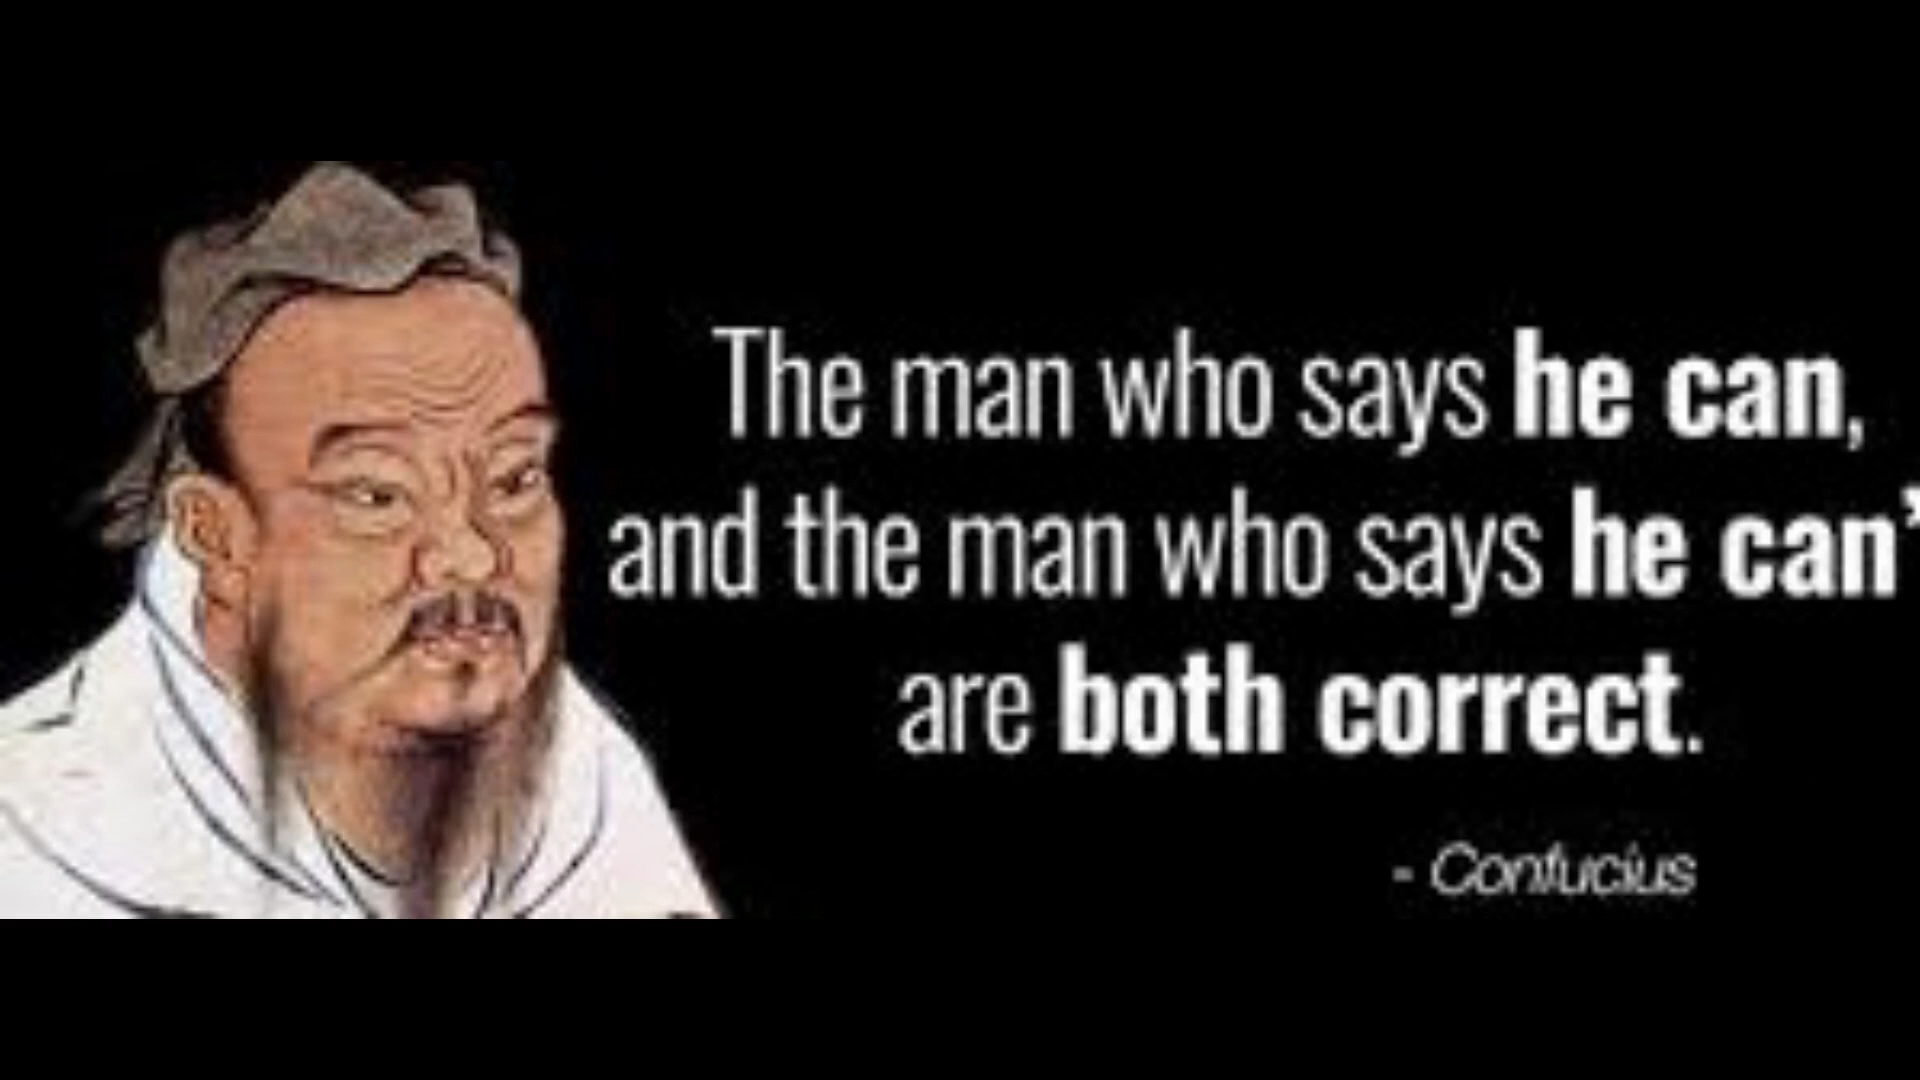 The man who says he can,
and the man who says he can'
are both correct.
- Confucius